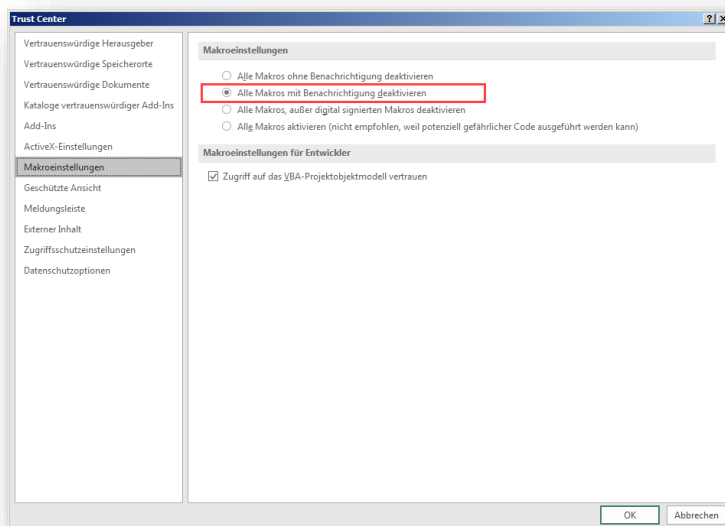 Trust Center
Vertrauenswürdige Herausgeber
Vertrauenswürdige Speicherorte
Vertrauenswürdige Dokumente
Kataloge vertrauenswürdiger Add-Ins
Add-Ins
ActiveX-Einstellungen
Makroeinstellungen
Geschützte Ansicht
Meldungsleiste
Externer Inhalt
Zugriffsschutzeinstellungen
Datenschutzoptionen
Makroeinstellungen
Alle Makros ohne Benachrichtigung deaktivieren
Alle Makros mit Benachrichtigung deaktivieren
Alle Makros, außer digital signierten Makros deaktivieren
Alle Makros aktivieren (nicht empfohlen, weil potenziell gefährlicher Code ausgeführt werden kann)
Makroeinstellungen für Entwickler
Zugriff auf das VBA-Projektobjektmodell vertrauen
OK
Abbrechen